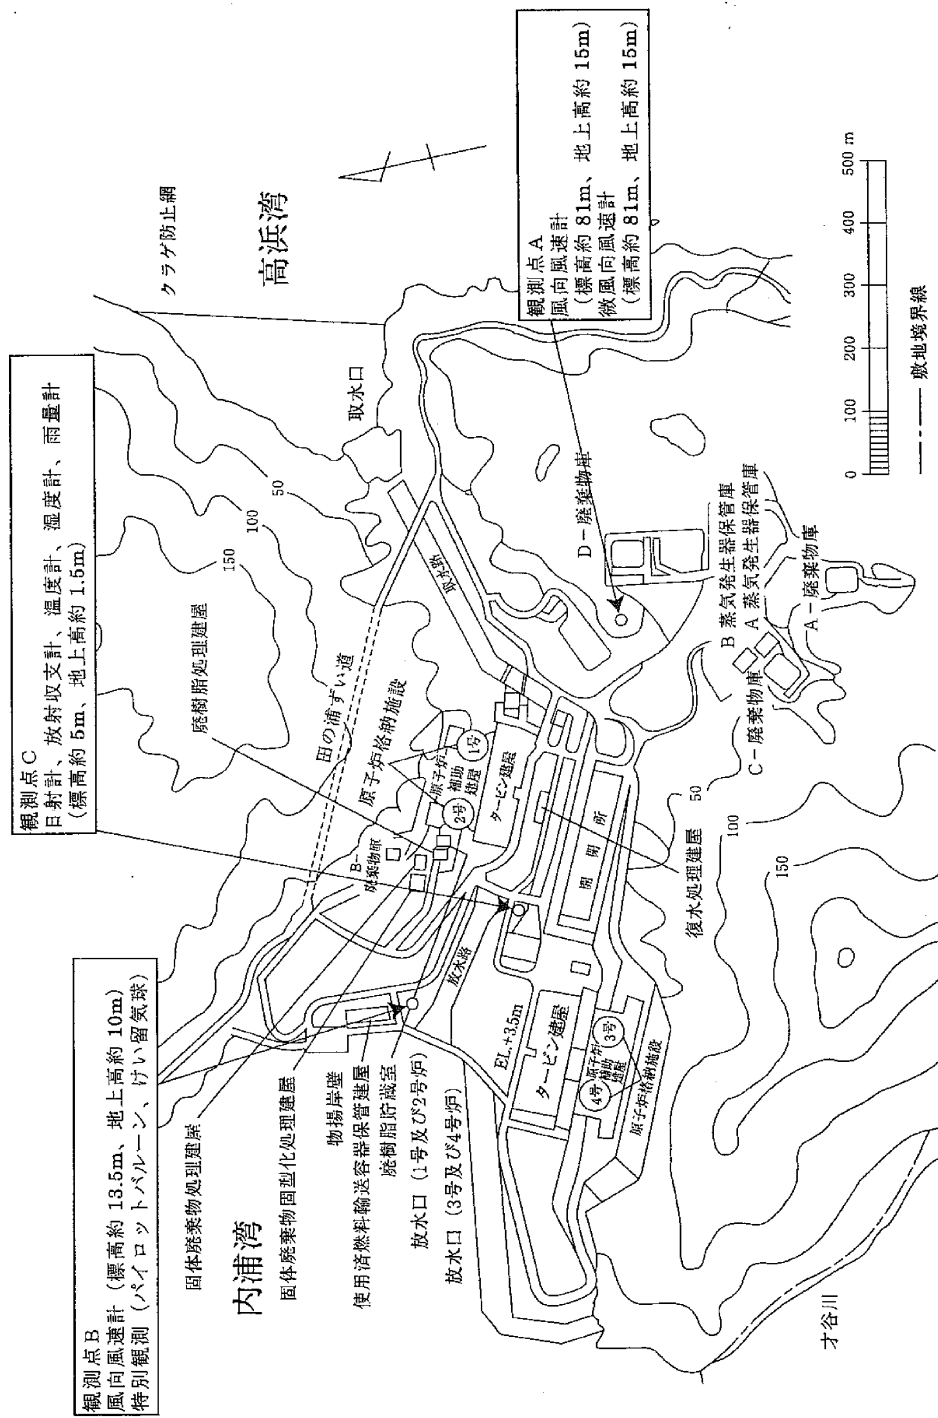 観測点B
風向風速計（標高約13.5m、地上高約10m）
特別観測（パイロットバルーン、けい留気球）
観測点C
日射計、放射収支計、温度計、湿度計、雨量計
（標高約5m、地上高約1.5m）
観測点A
風向風速計
（標高約81m、地上高約15m）
微風向風速計
（標高約81m、地上高約15m）
クラゲ防止網
高浜湾
取水口
50
100
150
廃樹脂処理建屋
田の浦ずい道
原子炉格納施設
取水路
B－
廃棄物庫
原子炉
補助
建屋
1号
2号
タービン建屋
固体廃棄物処理建屋
内浦湾
固体廃棄物固型化処理建屋
物揚岸壁
使用済燃料輸送容器保管建屋
廃樹脂貯蔵室
放水口（1号及び2号炉）
放水口（3号及び4号炉）
放水路
EL.+3.5m
タービン建屋
開閉所
4号
原子炉
補助
建屋
3号
原子炉格納施設
復水処理建屋
D－廃棄物庫
B 蒸気発生器保管庫
A 蒸気発生器保管庫
A－廃棄物庫
C－廃棄物庫
50
100
150
才谷川
0 100 200 300 400 500 m
敷地境界線